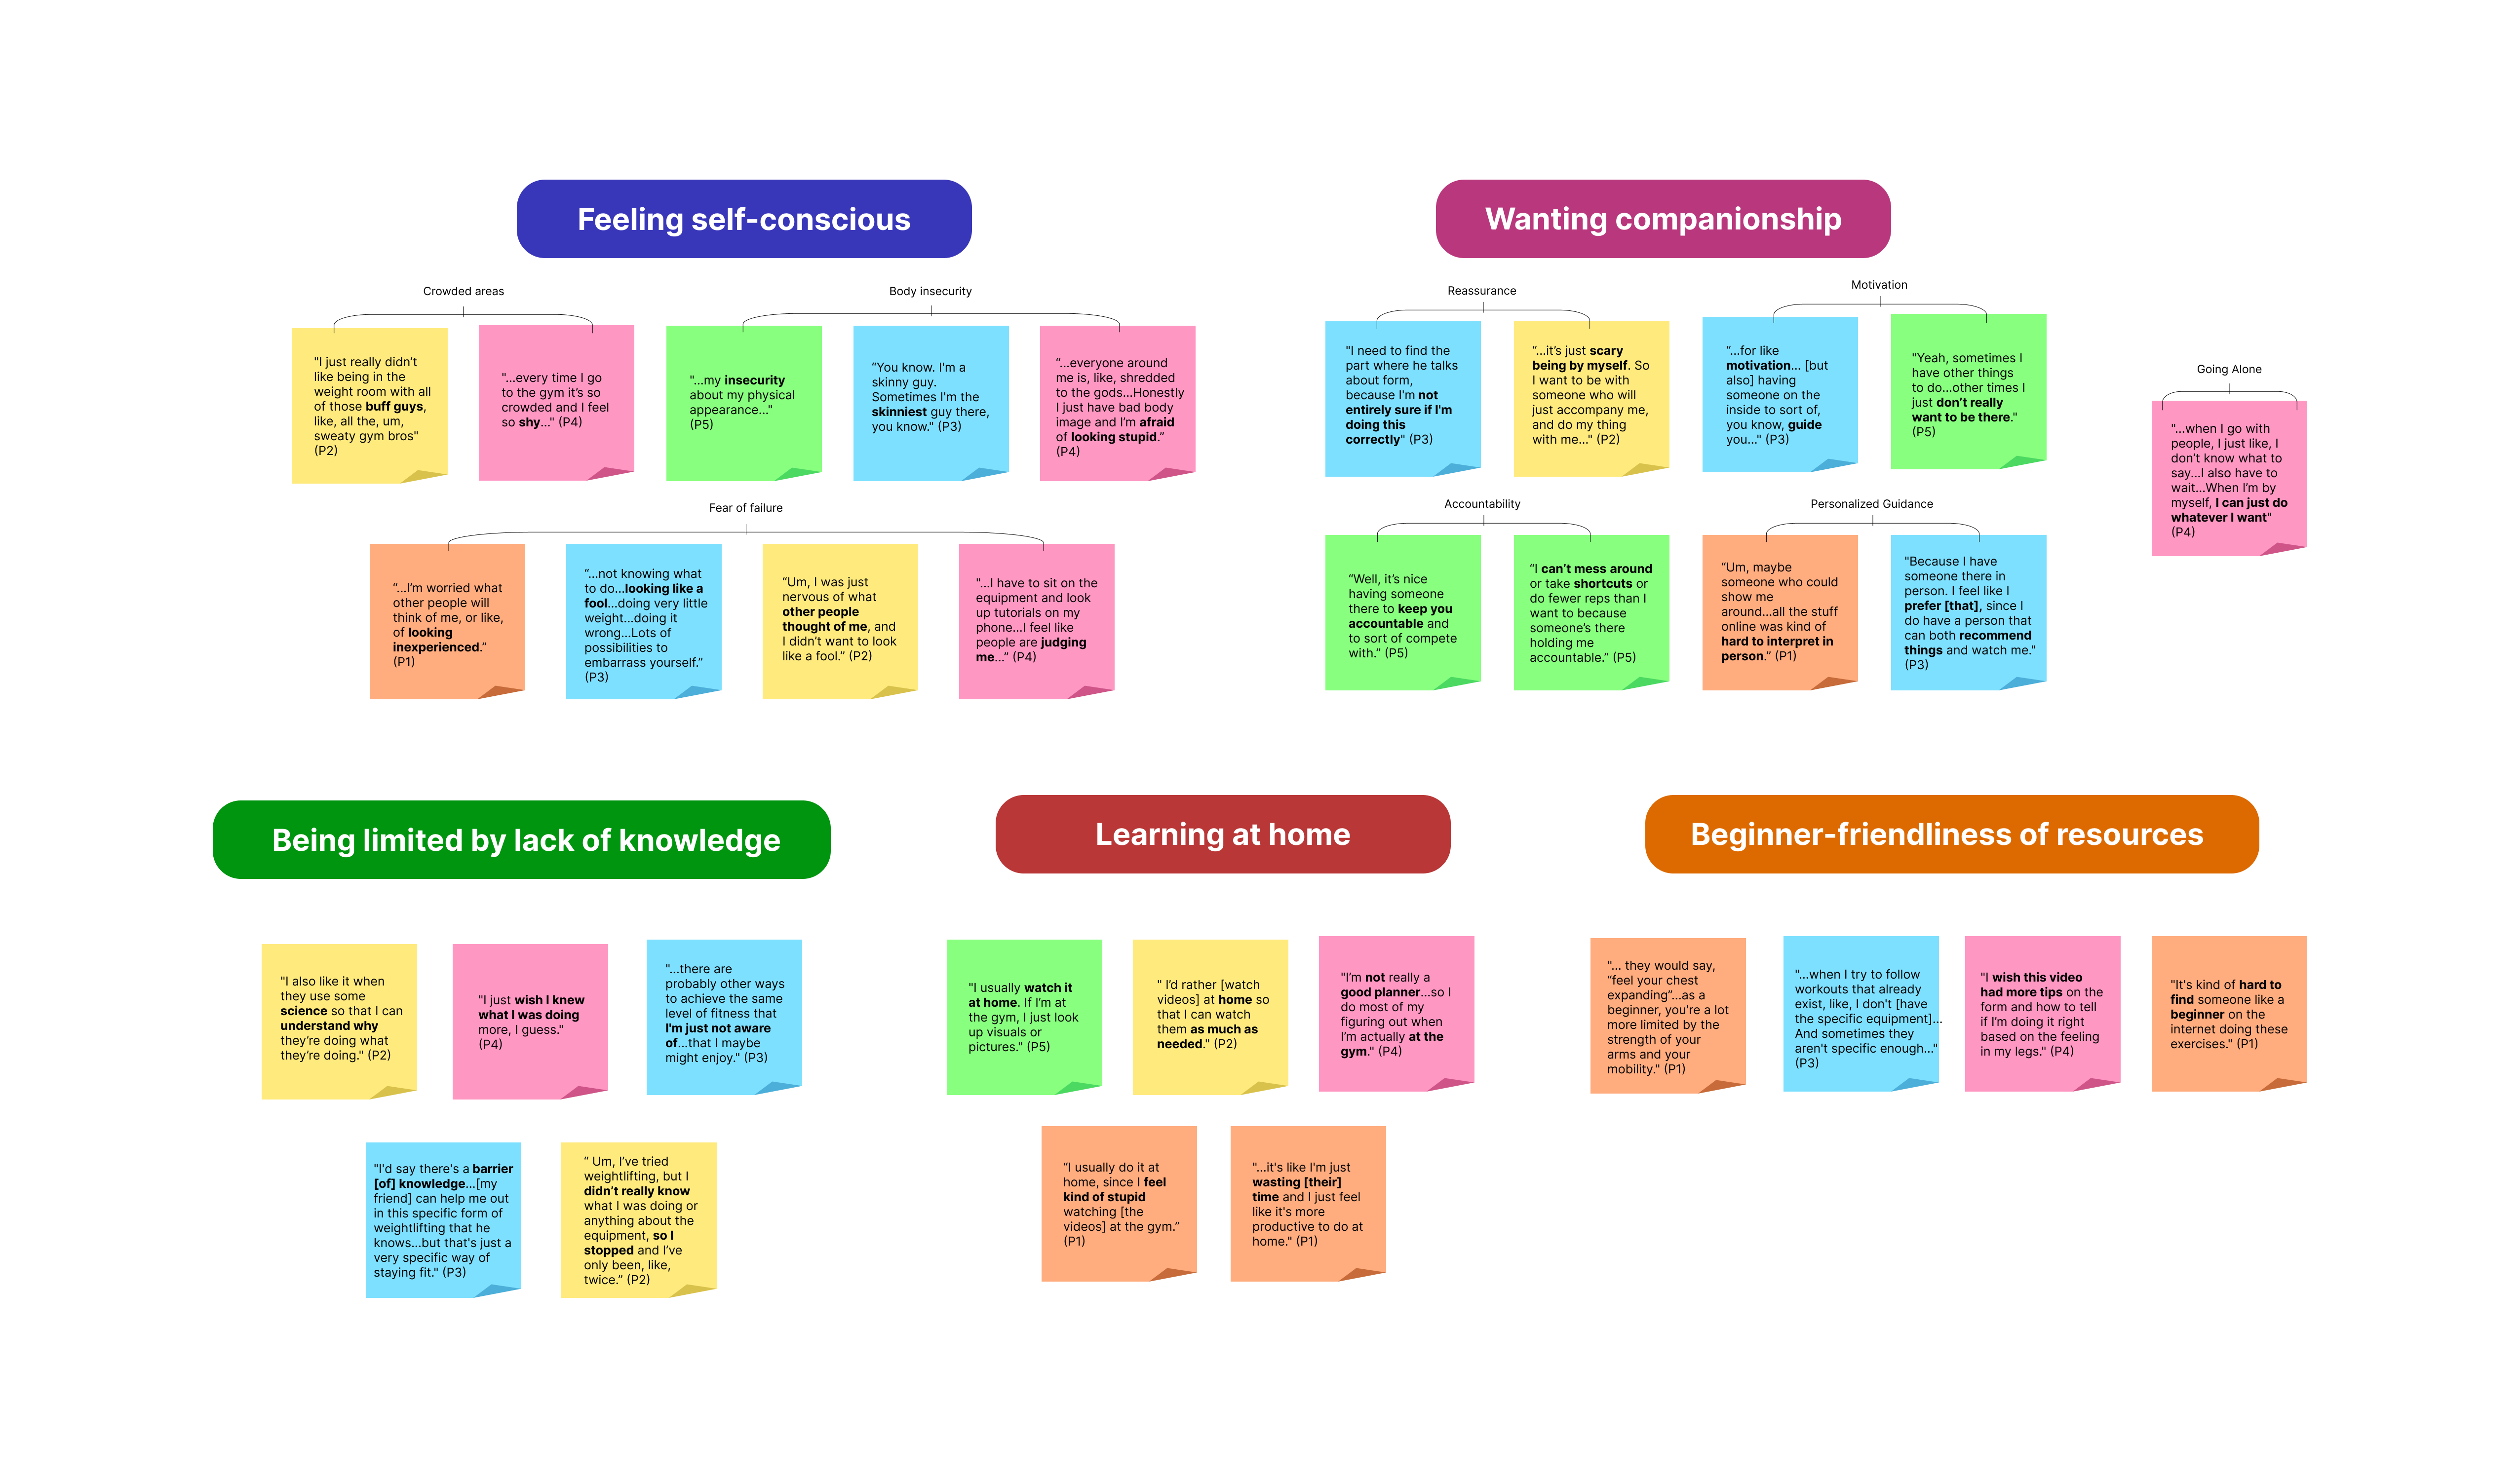 Feeling self-conscious
Crowded areas
"I just really didn’t
like being in the
weight room with all
of those buff guys,
like, all the, um,
sweaty gym bros"
(P2)
"...every time I go
to the gym it’s so
crowded and I feel
so shy..." (P4)
Body insecurity
"...my insecurity
about my physical
appearance..."
(P5)
“You know. I'm a
skinny guy.
Sometimes I'm the
skinniest guy there,
you know." (P3)
“...everyone around
me is, like, shredded
to the gods...Honestly
I just have bad body
image and I’m afraid
of looking stupid.”
(P4)
Fear of failure
“...I’m worried what
other people will
think of me, or like,
of looking
inexperienced.”
(P1)
“...not knowing what
to do...looking like a
fool...doing very little
weight...doing it
wrong...Lots of
possibilities to
embarrass yourself.”
(P3)
“Um, I was just
nervous of what
other people
thought of me, and
I didn’t want to look
like a fool.” (P2)
"...I have to sit on the
equipment and look
up tutorials on my
phone...I feel like
people are judging
me...” (P4)
Wanting companionship
Reassurance
"I need to find the
part where he talks
about form,
because I'm not
entirely sure if I'm
doing this
correctly" (P3)
“...it’s just scary
being by myself. So
I want to be with
someone who will
just accompany me,
and do my thing
with me..." (P2)
Motivation
“...for like
motivation... [but
also] having
someone on the
inside to sort of,
you know, guide
you..." (P3)
"Yeah, sometimes I
have other things
to do...other times I
just don’t really
want to be there."
(P5)
Accountability
“Well, it’s nice
having someone
there to keep you
accountable and
to sort of compete
with.” (P5)
“I can’t mess around
or take shortcuts or
do fewer reps than I
want to because
someone’s there
holding me
accountable.” (P5)
Personalized Guidance
“Um, maybe
someone who could
show me
around...all the stuff
online was kind of
hard to interpret in
person.” (P1)
"Because I have
someone there in
person. I feel like I
prefer [that], since I
do have a person that
can both recommend
things and watch me."
(P3)
Going Alone
"...when I go with
people, I just like, I
don’t know what to
say...I also have to
wait...When I’m by
myself, I can just do
whatever I want"
(P4)
Being limited by lack of knowledge
"I also like it when
they use some
science so that I can
understand why
they’re doing what
they’re doing." (P2)
"I just wish I knew
what I was doing
more, I guess."
(P4)
"...there are
probably other ways
to achieve the same
level of fitness that
I'm just not aware
of...that I maybe
might enjoy." (P3)
"I'd say there's a barrier
[of] knowledge...[my
friend] can help me out
in this specific form of
weightlifting that he
knows...but that's just a
very specific way of
staying fit." (P3)
“ Um, I’ve tried
weightlifting, but I
didn’t really know
what I was doing or
anything about the
equipment, so I
stopped and I’ve
only been, like,
twice.” (P2)
Learning at home
"I usually watch it
at home. If I’m at
the gym, I just look
up visuals or
pictures." (P5)
" I’d rather [watch
videos] at home so
that I can watch
them as much as
needed." (P2)
"I’m not really a
good planner...so I
do most of my
figuring out when
I’m actually at the
gym." (P4)
“I usually do it at
home, since I feel
kind of stupid
watching [the
videos] at the gym.”
(P1)
"...it's like I'm just
wasting [their]
time and I just feel
like it's more
productive to do at
home." (P1)
Beginner-friendliness of resources
"... they would say,
“feel your chest
expanding”...as a
beginner, you're a lot
more limited by the
strength of your
arms and your
mobility." (P1)
"...when I try to follow
workouts that already
exist, like, I don't [have
the specific equipment]...
And sometimes they
aren't specific enough..."
(P3)
"I wish this video
had more tips on the
form and how to tell
if I’m doing it right
based on the feeling
in my legs." (P4)
"It's kind of hard to
find someone like a
beginner on the
internet doing these
exercises." (P1)